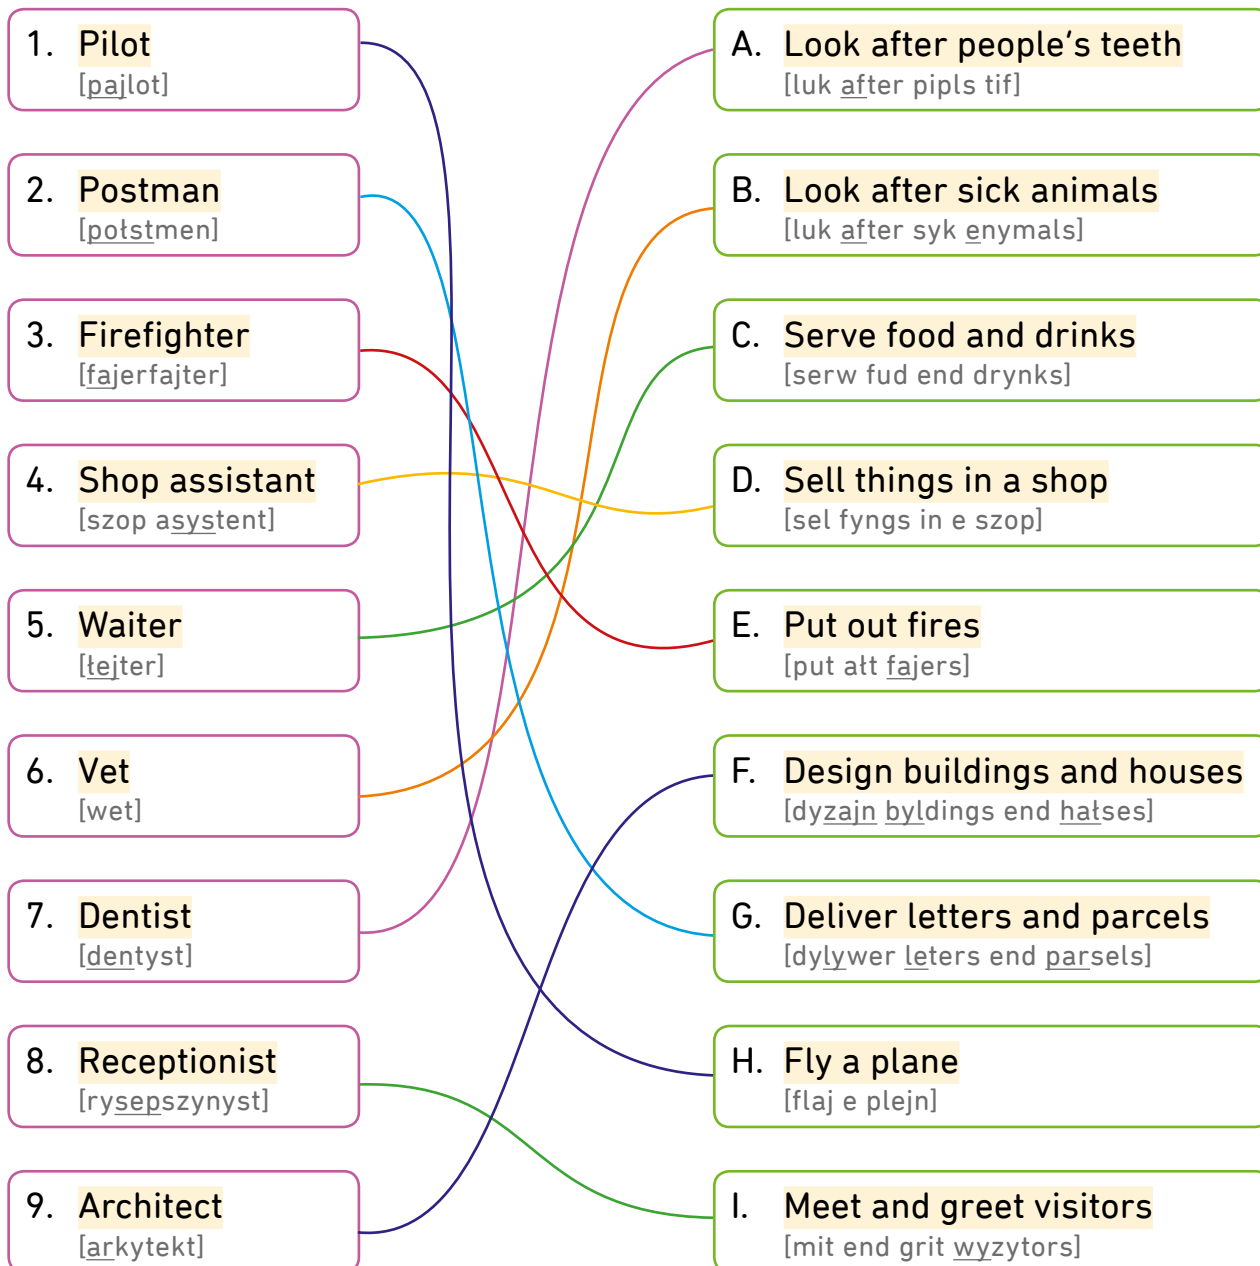 1. Pilot
[pajlot]
2. Postman
[połstmen]
3. Firefighter
[fajerfajter]
4. Shop assistant
[szop asystent]
5. Waiter
[łejter]
6. Vet
[wet]
7. Dentist
[dentyst]
8. Receptionist
[rysepszynyst]
9. Architect
[arkytekt]
A. Look after people's teeth
[luk after pipls tif]
B. Look after sick animals
[luk after syk enymals]
C. Serve food and drinks
[serw fud end drynks]
D. Sell things in a shop
[sel fyngs in e szop]
E. Put out fires
[put ałt fajers]
F. Design buildings and houses
[dyzajn byldings end hałses]
G. Deliver letters and parcels
[dylywer leters end parsels]
H. Fly a plane
[flaj e plejn]
I. Meet and greet visitors
[mit end grit wyzytors]